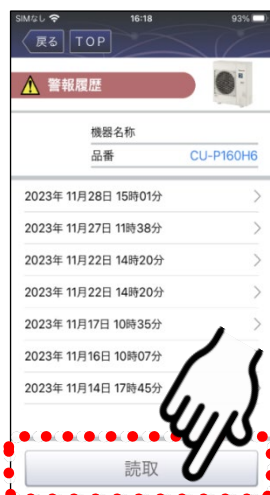 SIMなし 16:18 93%
戻る TOP
警報履歴
機器名称
品番 CU-P160H6
2023年 11月28日 15時01分
2023年 11月27日 11時38分
2023年 11月22日 14時20分
2023年 11月22日 14時20分
2023年 11月17日 10時35分
2023年 11月16日 10時07分
2023年 11月14日 17時45分
読取